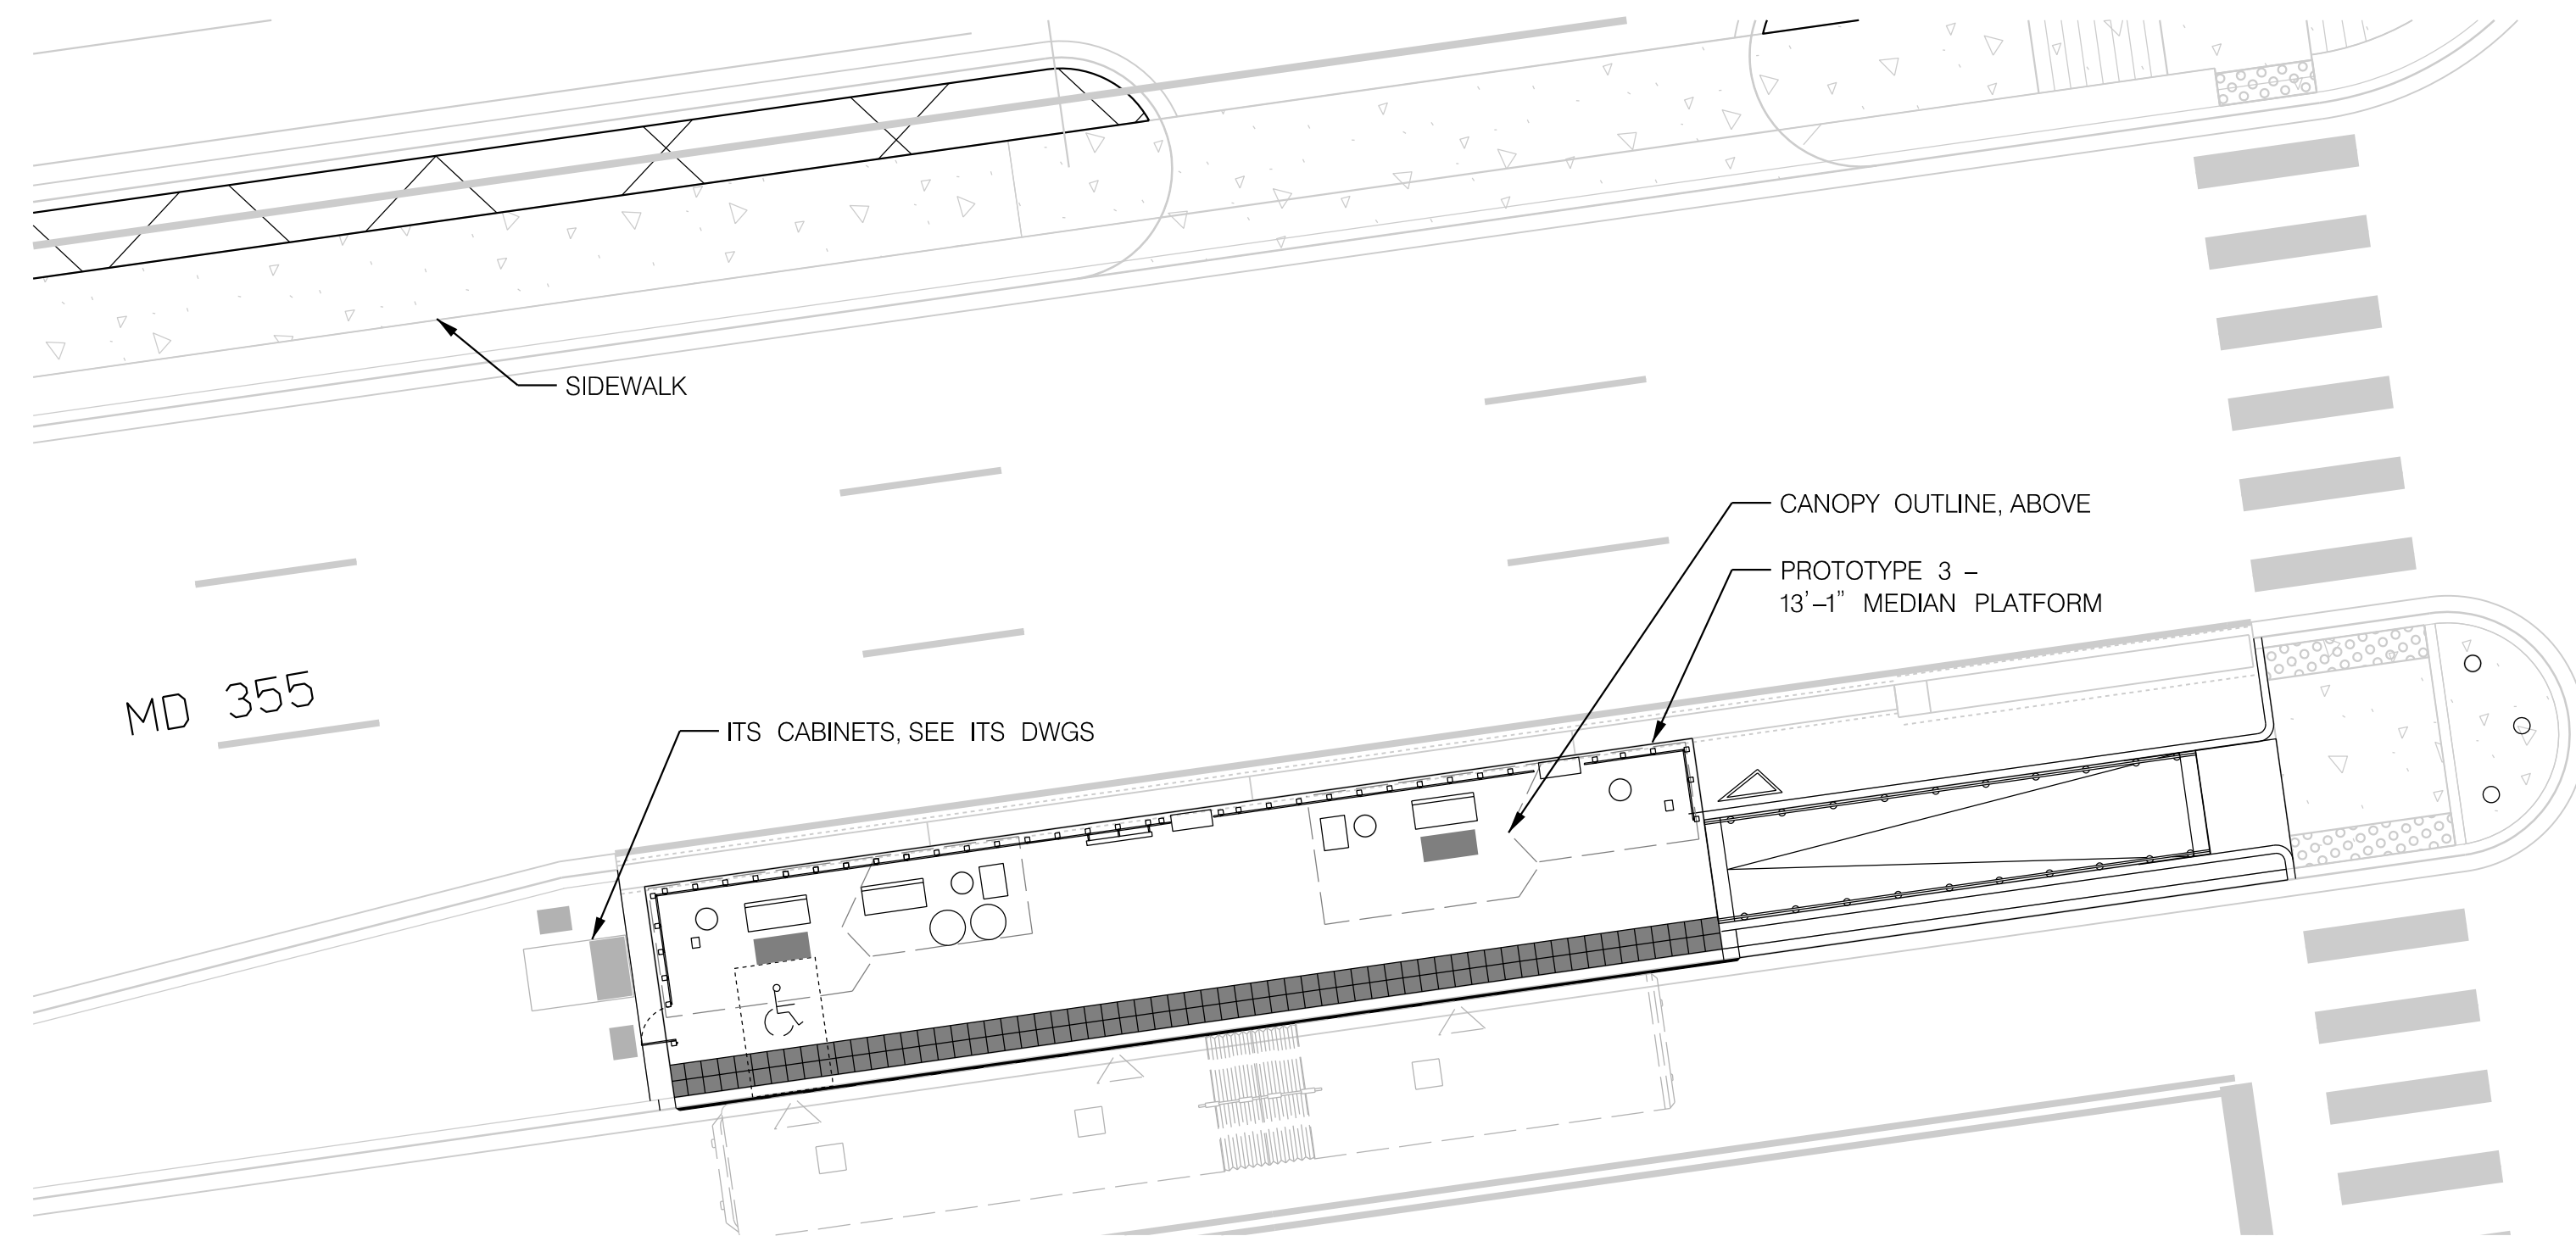 SIDEWALK
CANOPY OUTLINE, ABOVE
PROTOTYPE 3 –
13'–1" MEDIAN PLATFORM
MD 355
ITS CABINETS, SEE ITS DWGS